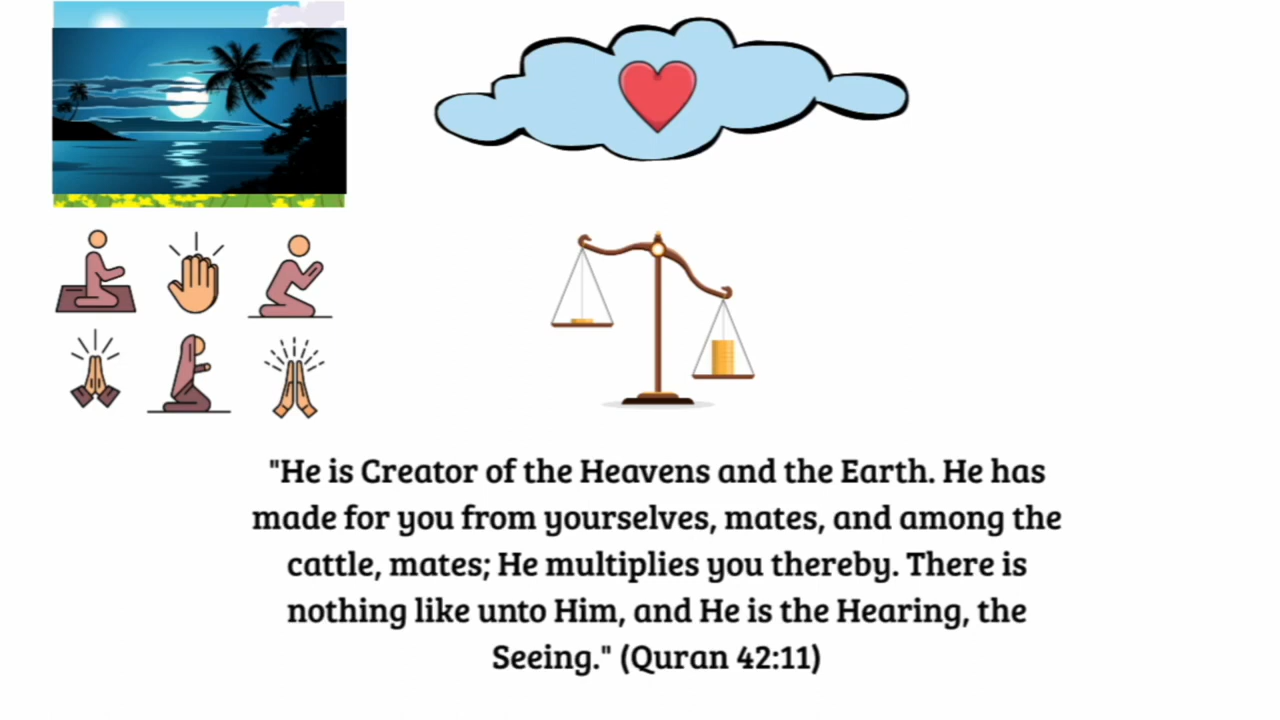 "He is Creator of the Heavens and the Earth. He has
made for you from yourselves, mates, and among the
cattle, mates; He multiplies you thereby. There is
nothing like unto Him, and He is the Hearing, the
Seeing." (Quran 42:11)